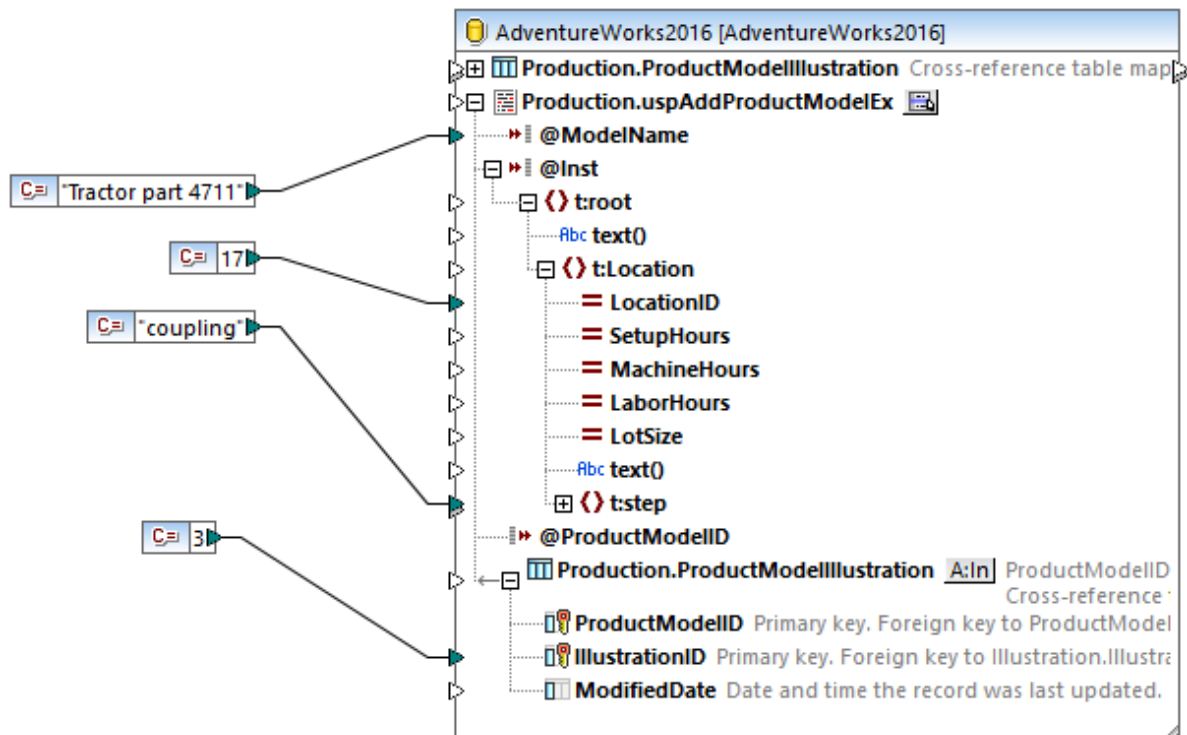 AdventureWorks2016 [AdventureWorks2016]
Production.ProductModelIllustration Cross-reference table map
Production.uspAddProductModelEx
@ModelName
@Inst
"Tractor part 4711"
t:root
Abc text()
17
t:Location
LocationID
"coupling"
SetupHours
MachineHours
LaborHours
LotSize
Abc text()
t:step
3
@ProductModelID
Production.ProductModelIllustration A:In ProductModelID
Cross-reference
ProductModelID Primary key. Foreign key to ProductModel
IllustrationID Primary key. Foreign key to Illustration.Illustra
ModifiedDate Date and time the record was last updated.